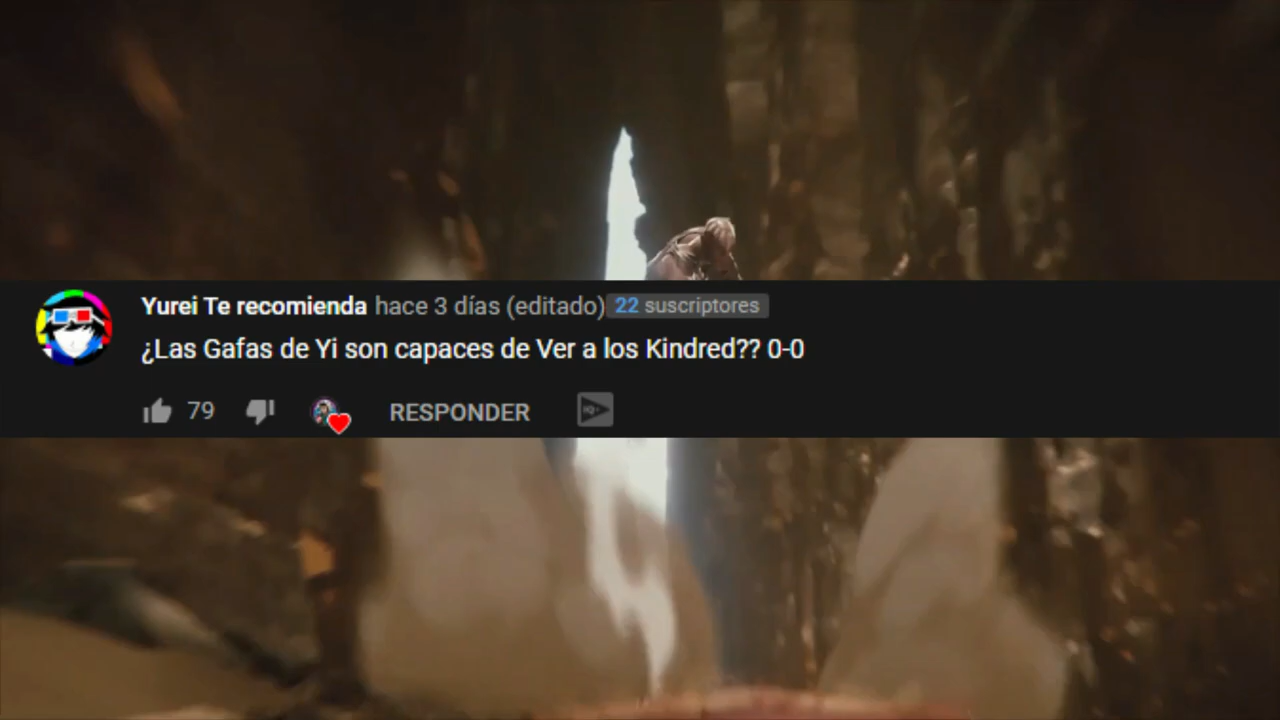 Yurei Te recomienda hace 3 días (editado) 22 suscriptores
¿Las Gafas de Yi son capaces de Ver a los Kindred?? 0-0
79 RESPONDER IQ+